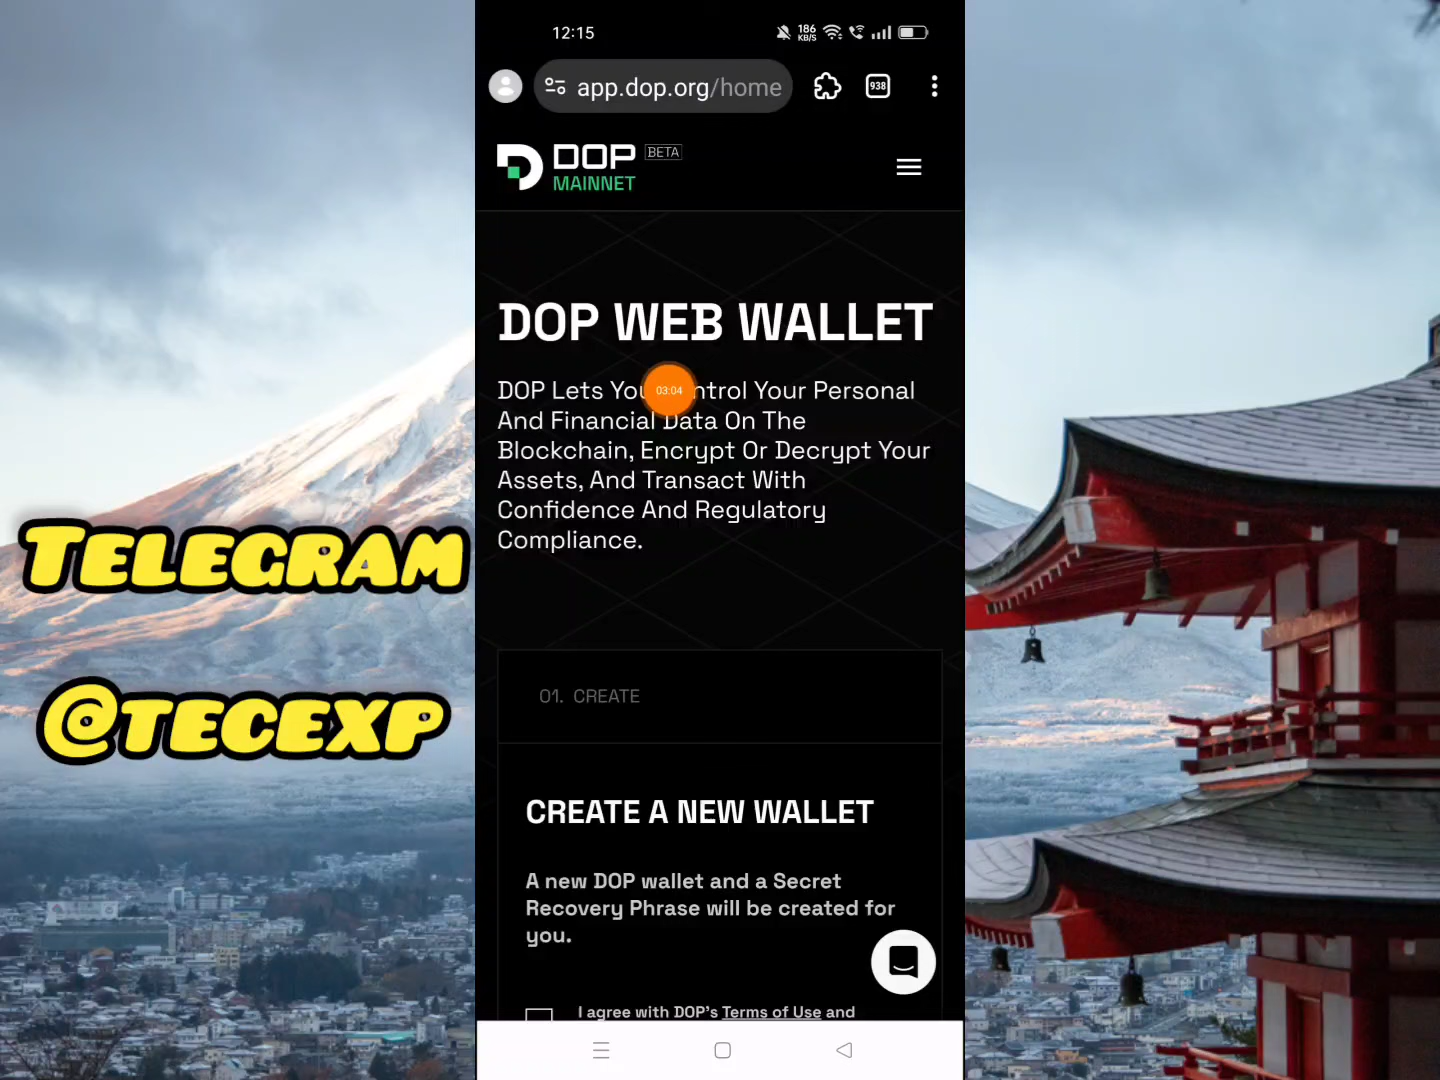 12:15
186
KB/S
app.dop.org/home
938
DOP BETA
MAINNET
DOP WEB WALLET
DOP Lets You ntrol Your Personal
03:04
And Financial Data On The
Blockchain, Encrypt Or Decrypt Your
Assets, And Transact With
Confidence And Regulatory
Compliance.
TELEGRAM
@TECEXP
01. CREATE
CREATE A NEW WALLET
A new DOP wallet and a Secret
Recovery Phrase will be created for
you.
I agree with DOP's Terms of Use and